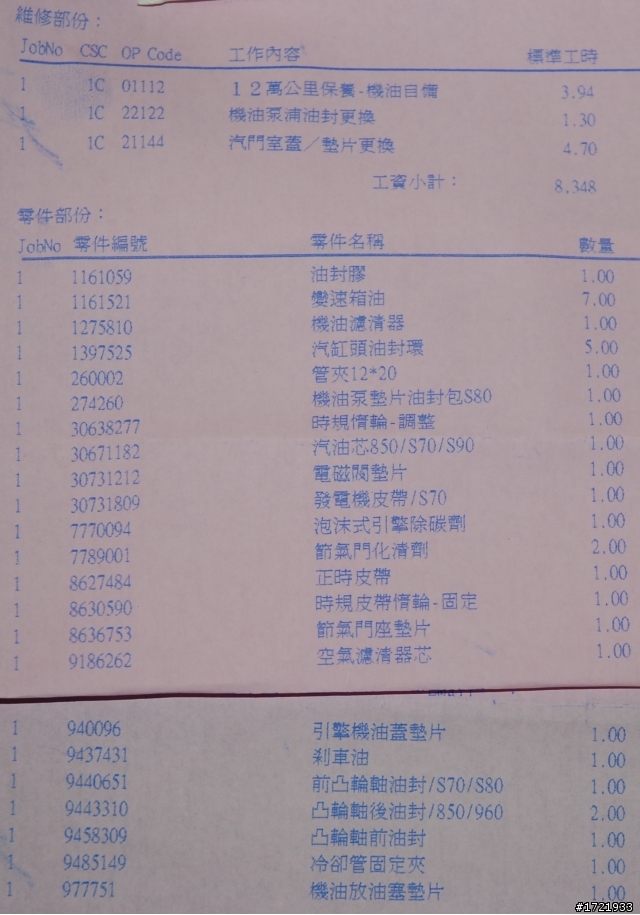 維修部份：
JobNo CSC OP Code 工作內容 標準工時
1 1C 01112 １２萬公里保養-機油自備 3.94
1 1C 22122 機油泵浦油封更換 1.30
1 1C 21144 汽門室蓋／墊片更換 4.70
工資小計： 8,348
零件部份：
JobNo 零件編號 零件名稱 數量
1 1161059 油封膠 1.00
1 1161521 變速箱油 7.00
1 1275810 機油濾清器 1.00
1 1397525 汽缸頭油封環 5.00
1 260002 管夾12*20 1.00
1 274260 機油泵墊片油封包S80 1.00
1 30638277 時規惰輪-調整 1.00
1 30671182 汽油芯850/S70/S90 1.00
1 30731212 電磁閥墊片 1.00
1 30731809 發電機皮帶/S70 1.00
1 7770094 泡沫式引擎除碳劑 1.00
1 7789001 節氣門化清劑 2.00
1 8627484 正時皮帶 1.00
1 8630590 時規皮帶惰輪-固定 1.00
1 8636753 節氣門座墊片 1.00
1 9186262 空氣濾清器芯 1.00
1 940096 引擎機油蓋墊片 1.00
1 9437431 剎車油 1.00
1 9440651 前凸輪軸油封/S70/S80 1.00
1 9443310 凸輪軸後油封/850/960 2.00
1 9458309 凸輪軸前油封 1.00
1 9485149 冷卻管固定夾 1.00
1 977751 機油放油塞墊片 1.00
#1721933